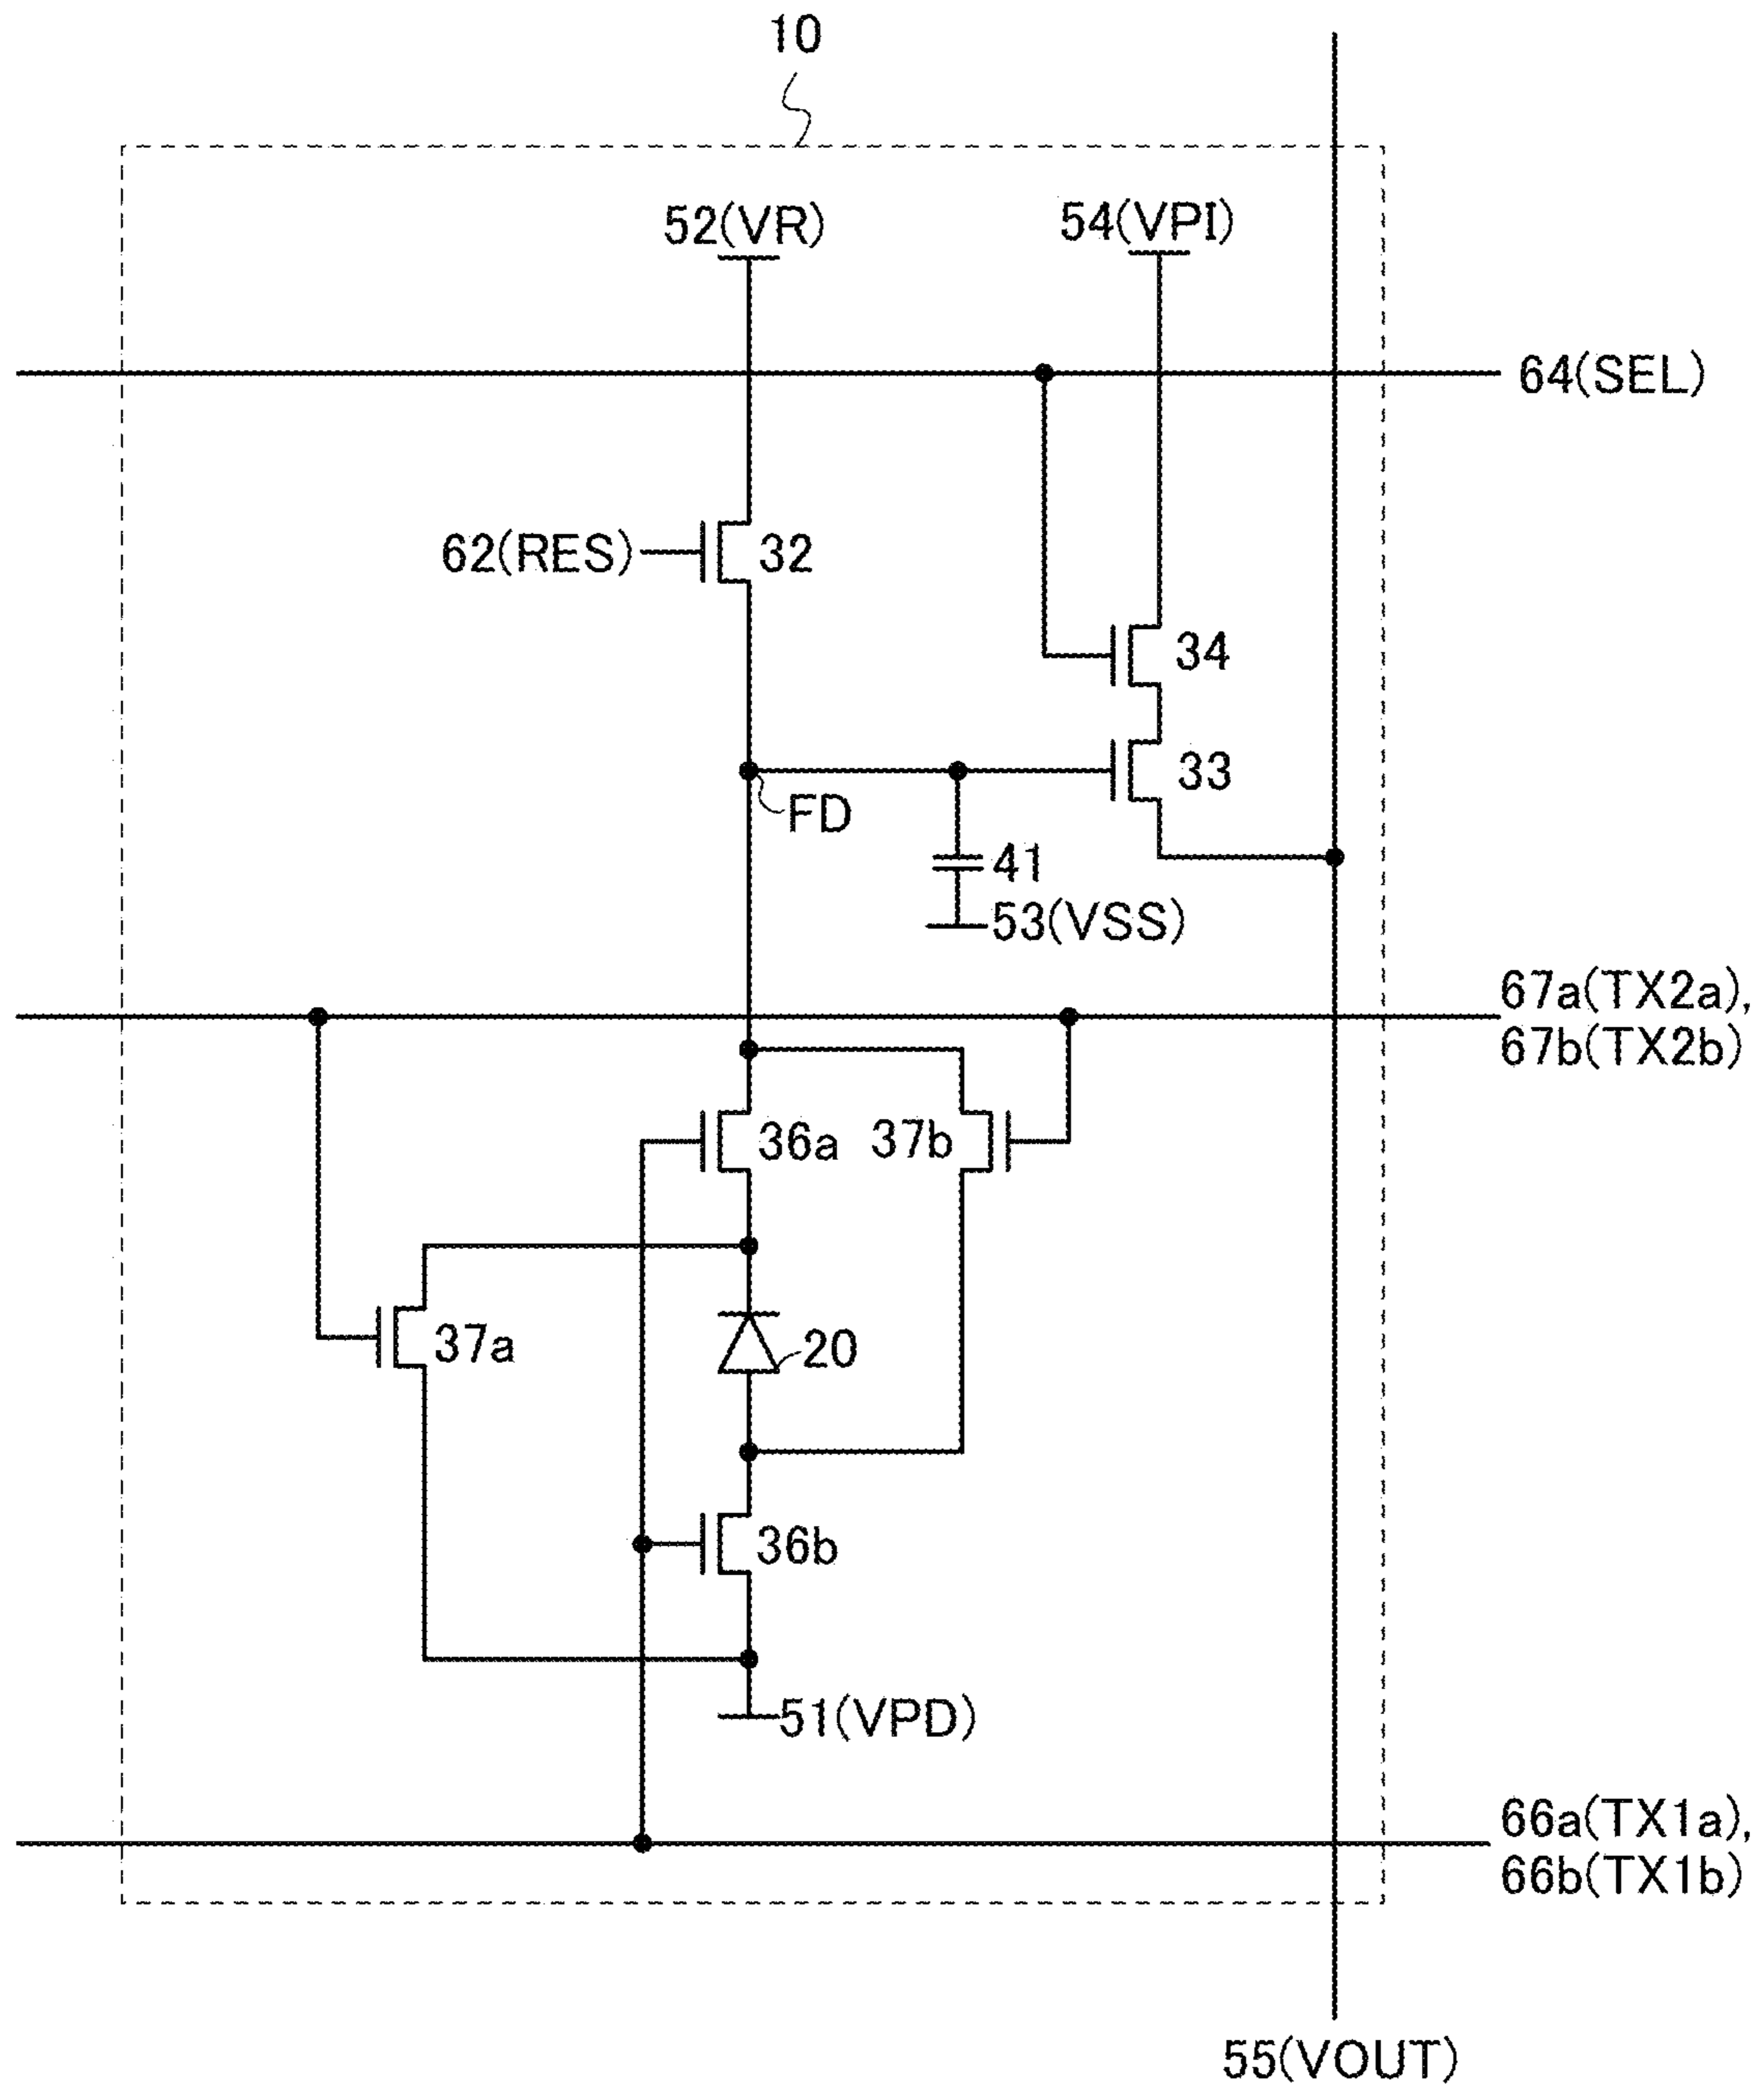 10
52(VR)
54(VPI)
64(SEL)
62(RES)
32
34
33
FD
41
53(VSS)
67a(TX2a),
67b(TX2b)
36a
37b
37a
20
36b
51(VPD)
66a(TX1a),
66b(TX1b)
55(VOUT)